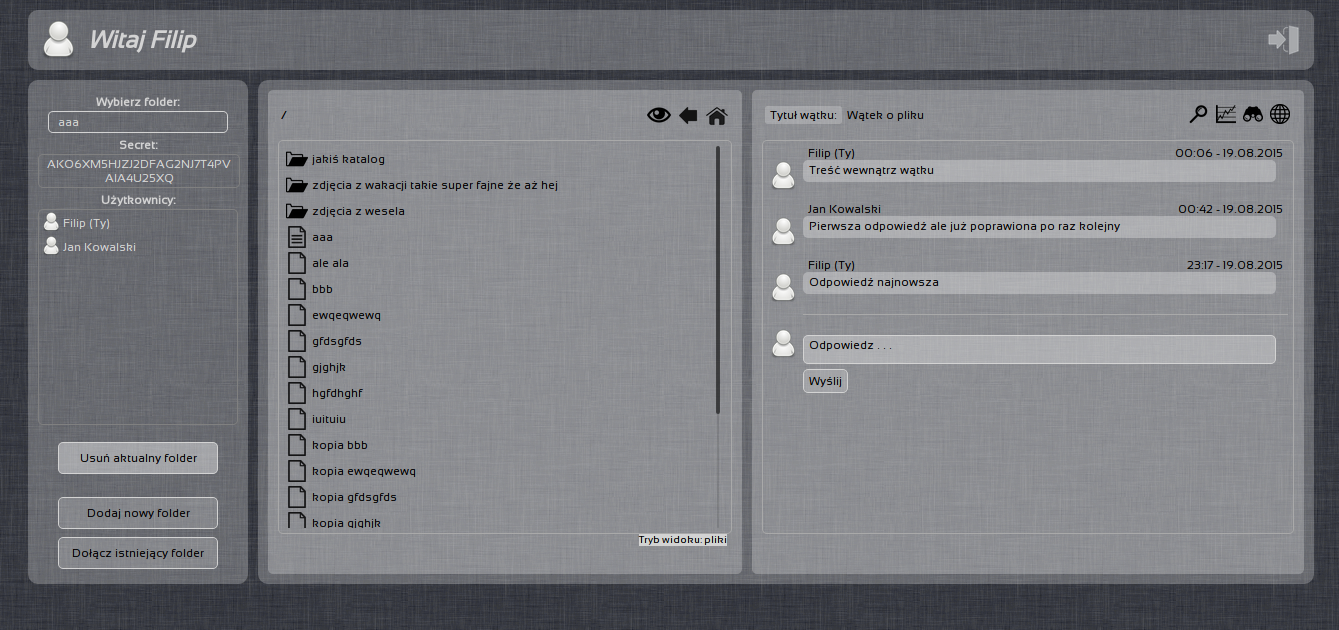 Witaj Filip
Wybierz folder:
aaa
Secret:
AKO6XM5HJZJ2DFAG2NJ7T4PV
AIA4U25XQ
Użytkownicy:
Filip (Ty)
Jan Kowalski
Usuń aktualny folder
Dodaj nowy folder
Dołącz istniejący folder
/
jakiś katalog
zdjęcia z wakacji takie super fajne że aż hej
zdjęcia z wesela
aaa
ale ala
bbb
ewqeqwewq
gfdsgfds
gjghjk
hgfdhghf
iuituiu
kopia bbb
kopia ewqeqwewq
kopia gfdsgfds
kopia gjghjk
Tryb widoku: pliki
Tytuł wątku: Wątek o pliku
Filip (Ty) 00:06 - 19.08.2015
Treść wewnątrz wątku
Jan Kowalski 00:42 - 19.08.2015
Pierwsza odpowiedź ale już poprawiona po raz kolejny
Filip (Ty) 23:17 - 19.08.2015
Odpowiedź najnowsza
Odpowiedz . . .
Wyślij